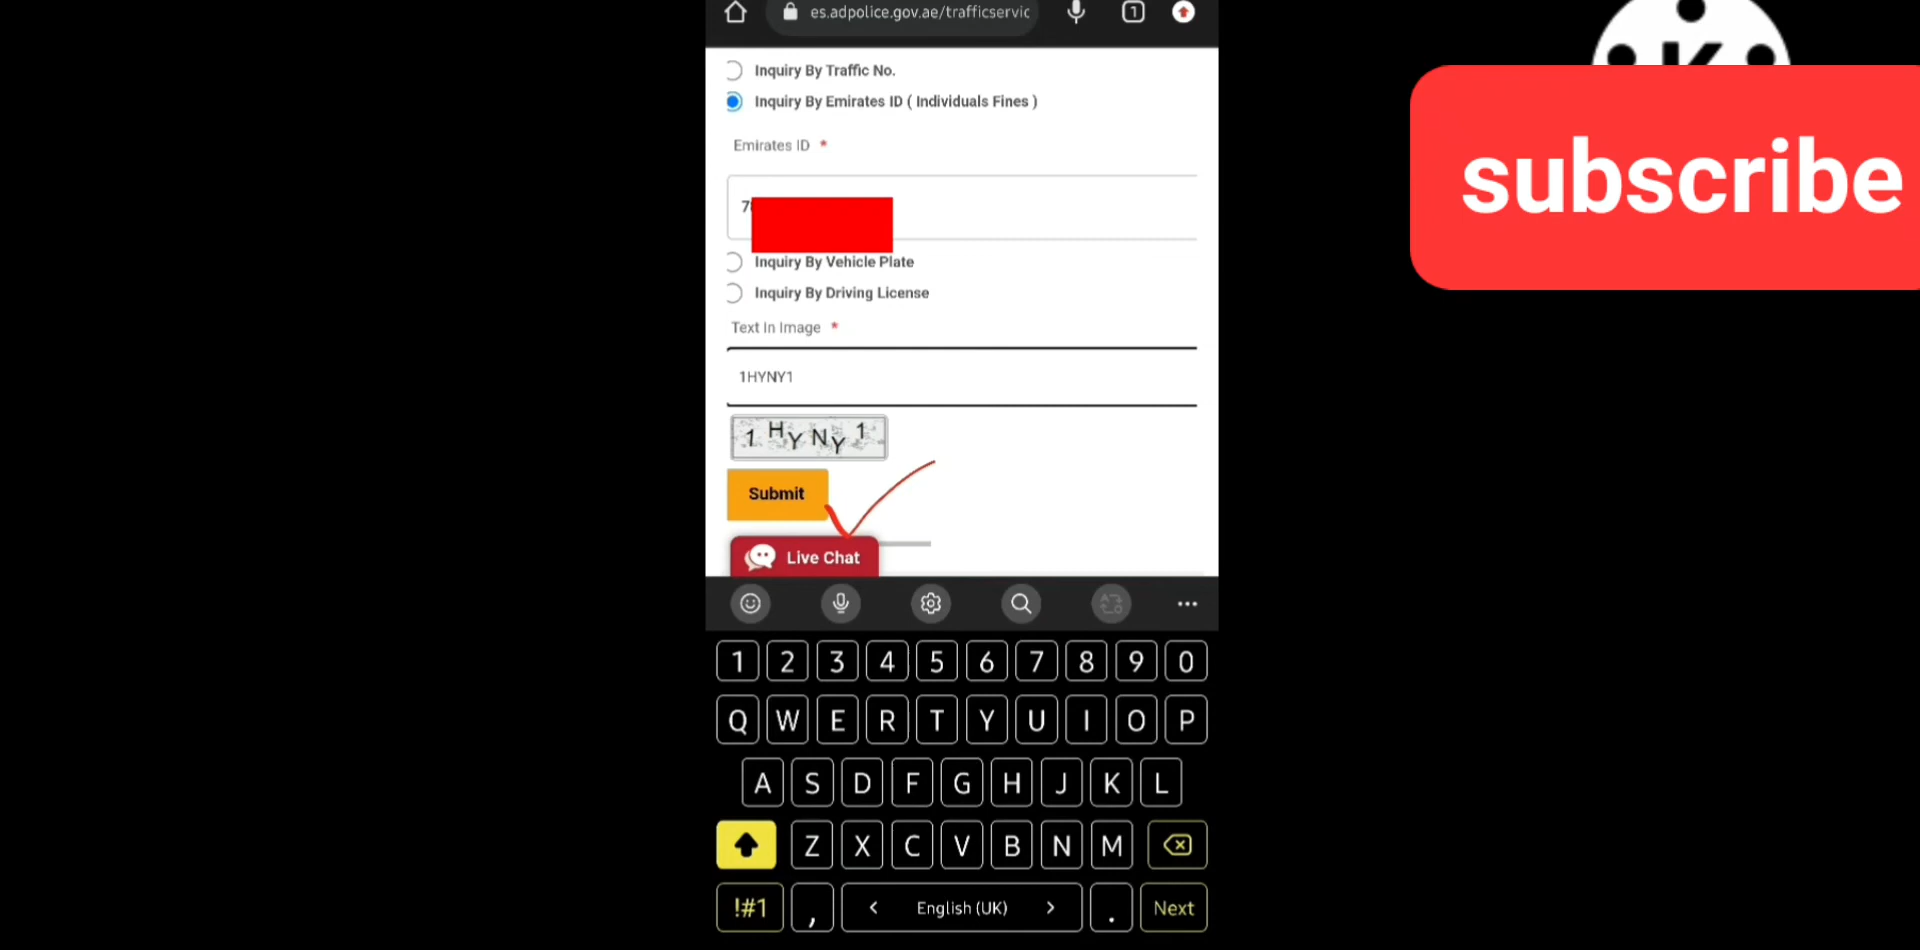 es.adpolice.gov.ae/trafficservic
1
Inquiry By Traffic No.
Inquiry By Emirates ID ( Individuals Fines )
Emirates ID *
7
Inquiry By Vehicle Plate
Inquiry By Driving License
Text In Image *
1HYNY1
1 H Y N Y 1
Submit
Live Chat
1 2 3 4 5 6 7 8 9 0
Q W E R T Y U I O P
A S D F G H J K L
Z X C V B N M
!#1 , < English (UK) > . Next
K
subscribe